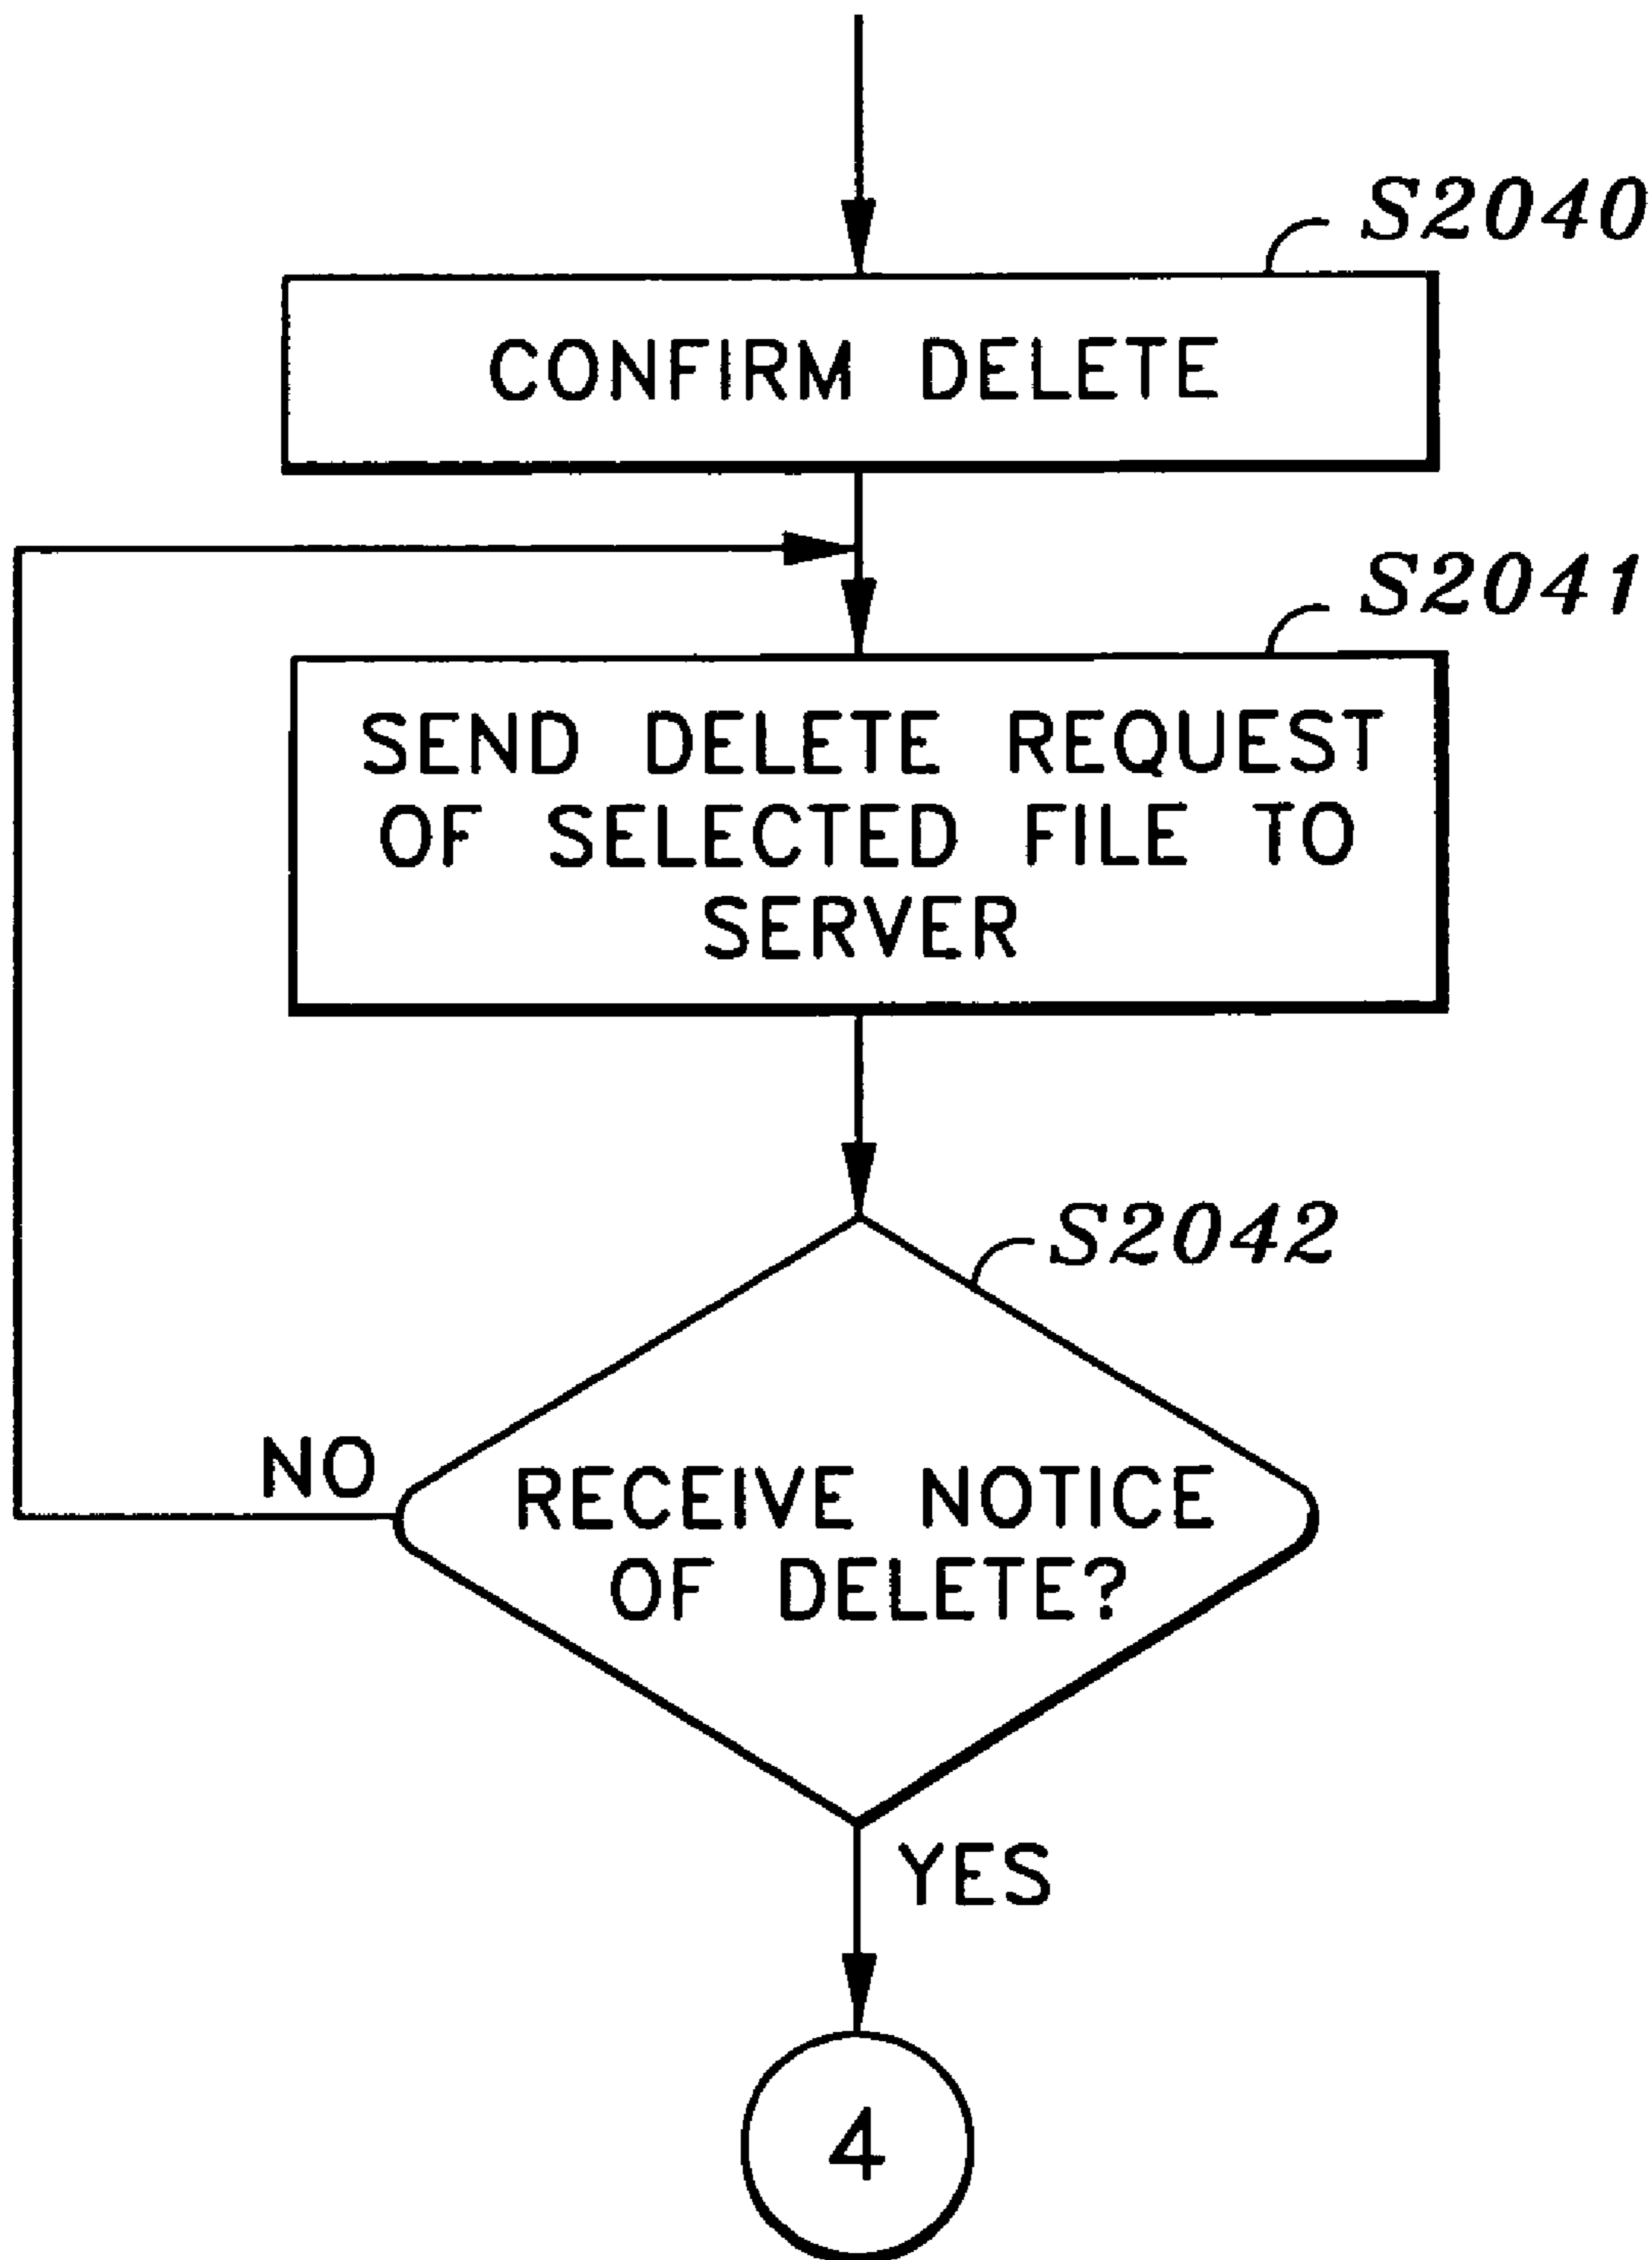 S2040
CONFIRM DELETE
S2041
SEND DELETE REQUEST
OF SELECTED FILE TO
SERVER
S2042
NO
RECEIVE NOTICE
OF DELETE?
YES
4